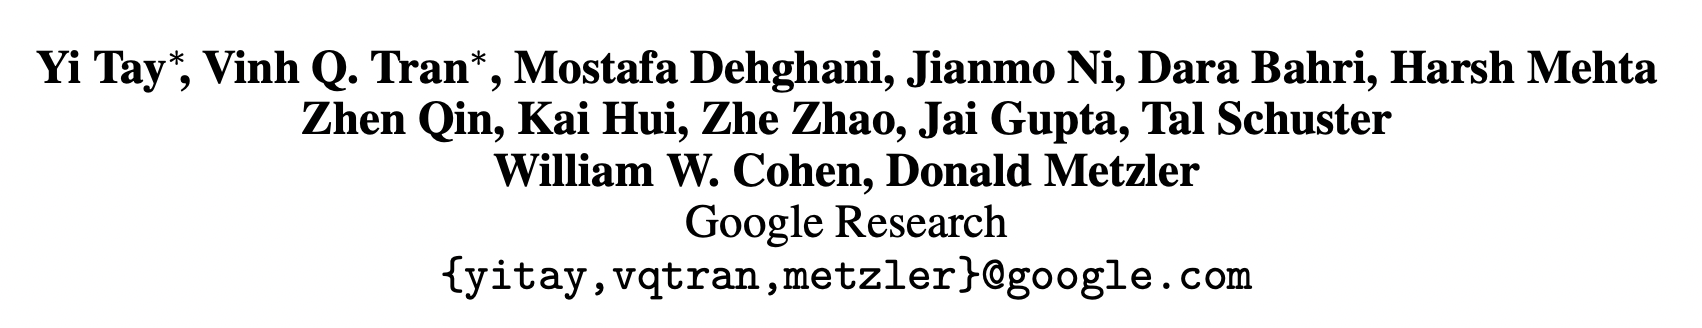 Yi Tay*, Vinh Q. Tran*, Mostafa Dehghani, Jianmo Ni, Dara Bahri, Harsh Mehta
Zhen Qin, Kai Hui, Zhe Zhao, Jai Gupta, Tal Schuster
William W. Cohen, Donald Metzler
Google Research
{yitay,vqtran,metzler}@google.com